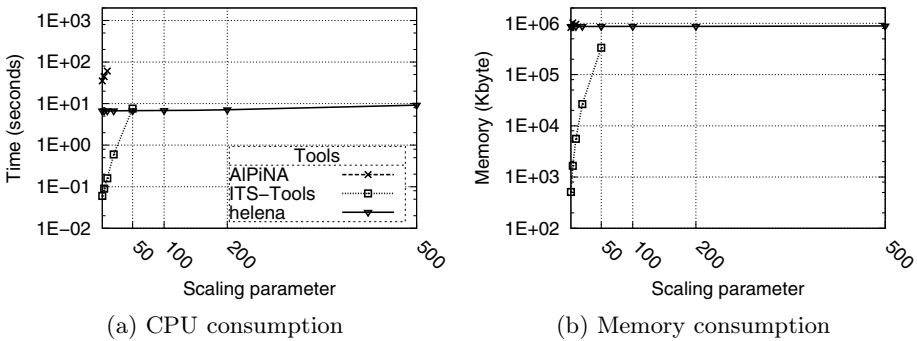 1E+03
1E+02
1E+01
1E+00
1E−01
1E−02
Time (seconds)
Tools
AlPiNA
ITS−Tools
helena
50
100
200
500
Scaling parameter
(a) CPU consumption
1E+06
1E+05
1E+04
1E+03
1E+02
Memory (Kbyte)
50
100
200
500
Scaling parameter
(b) Memory consumption